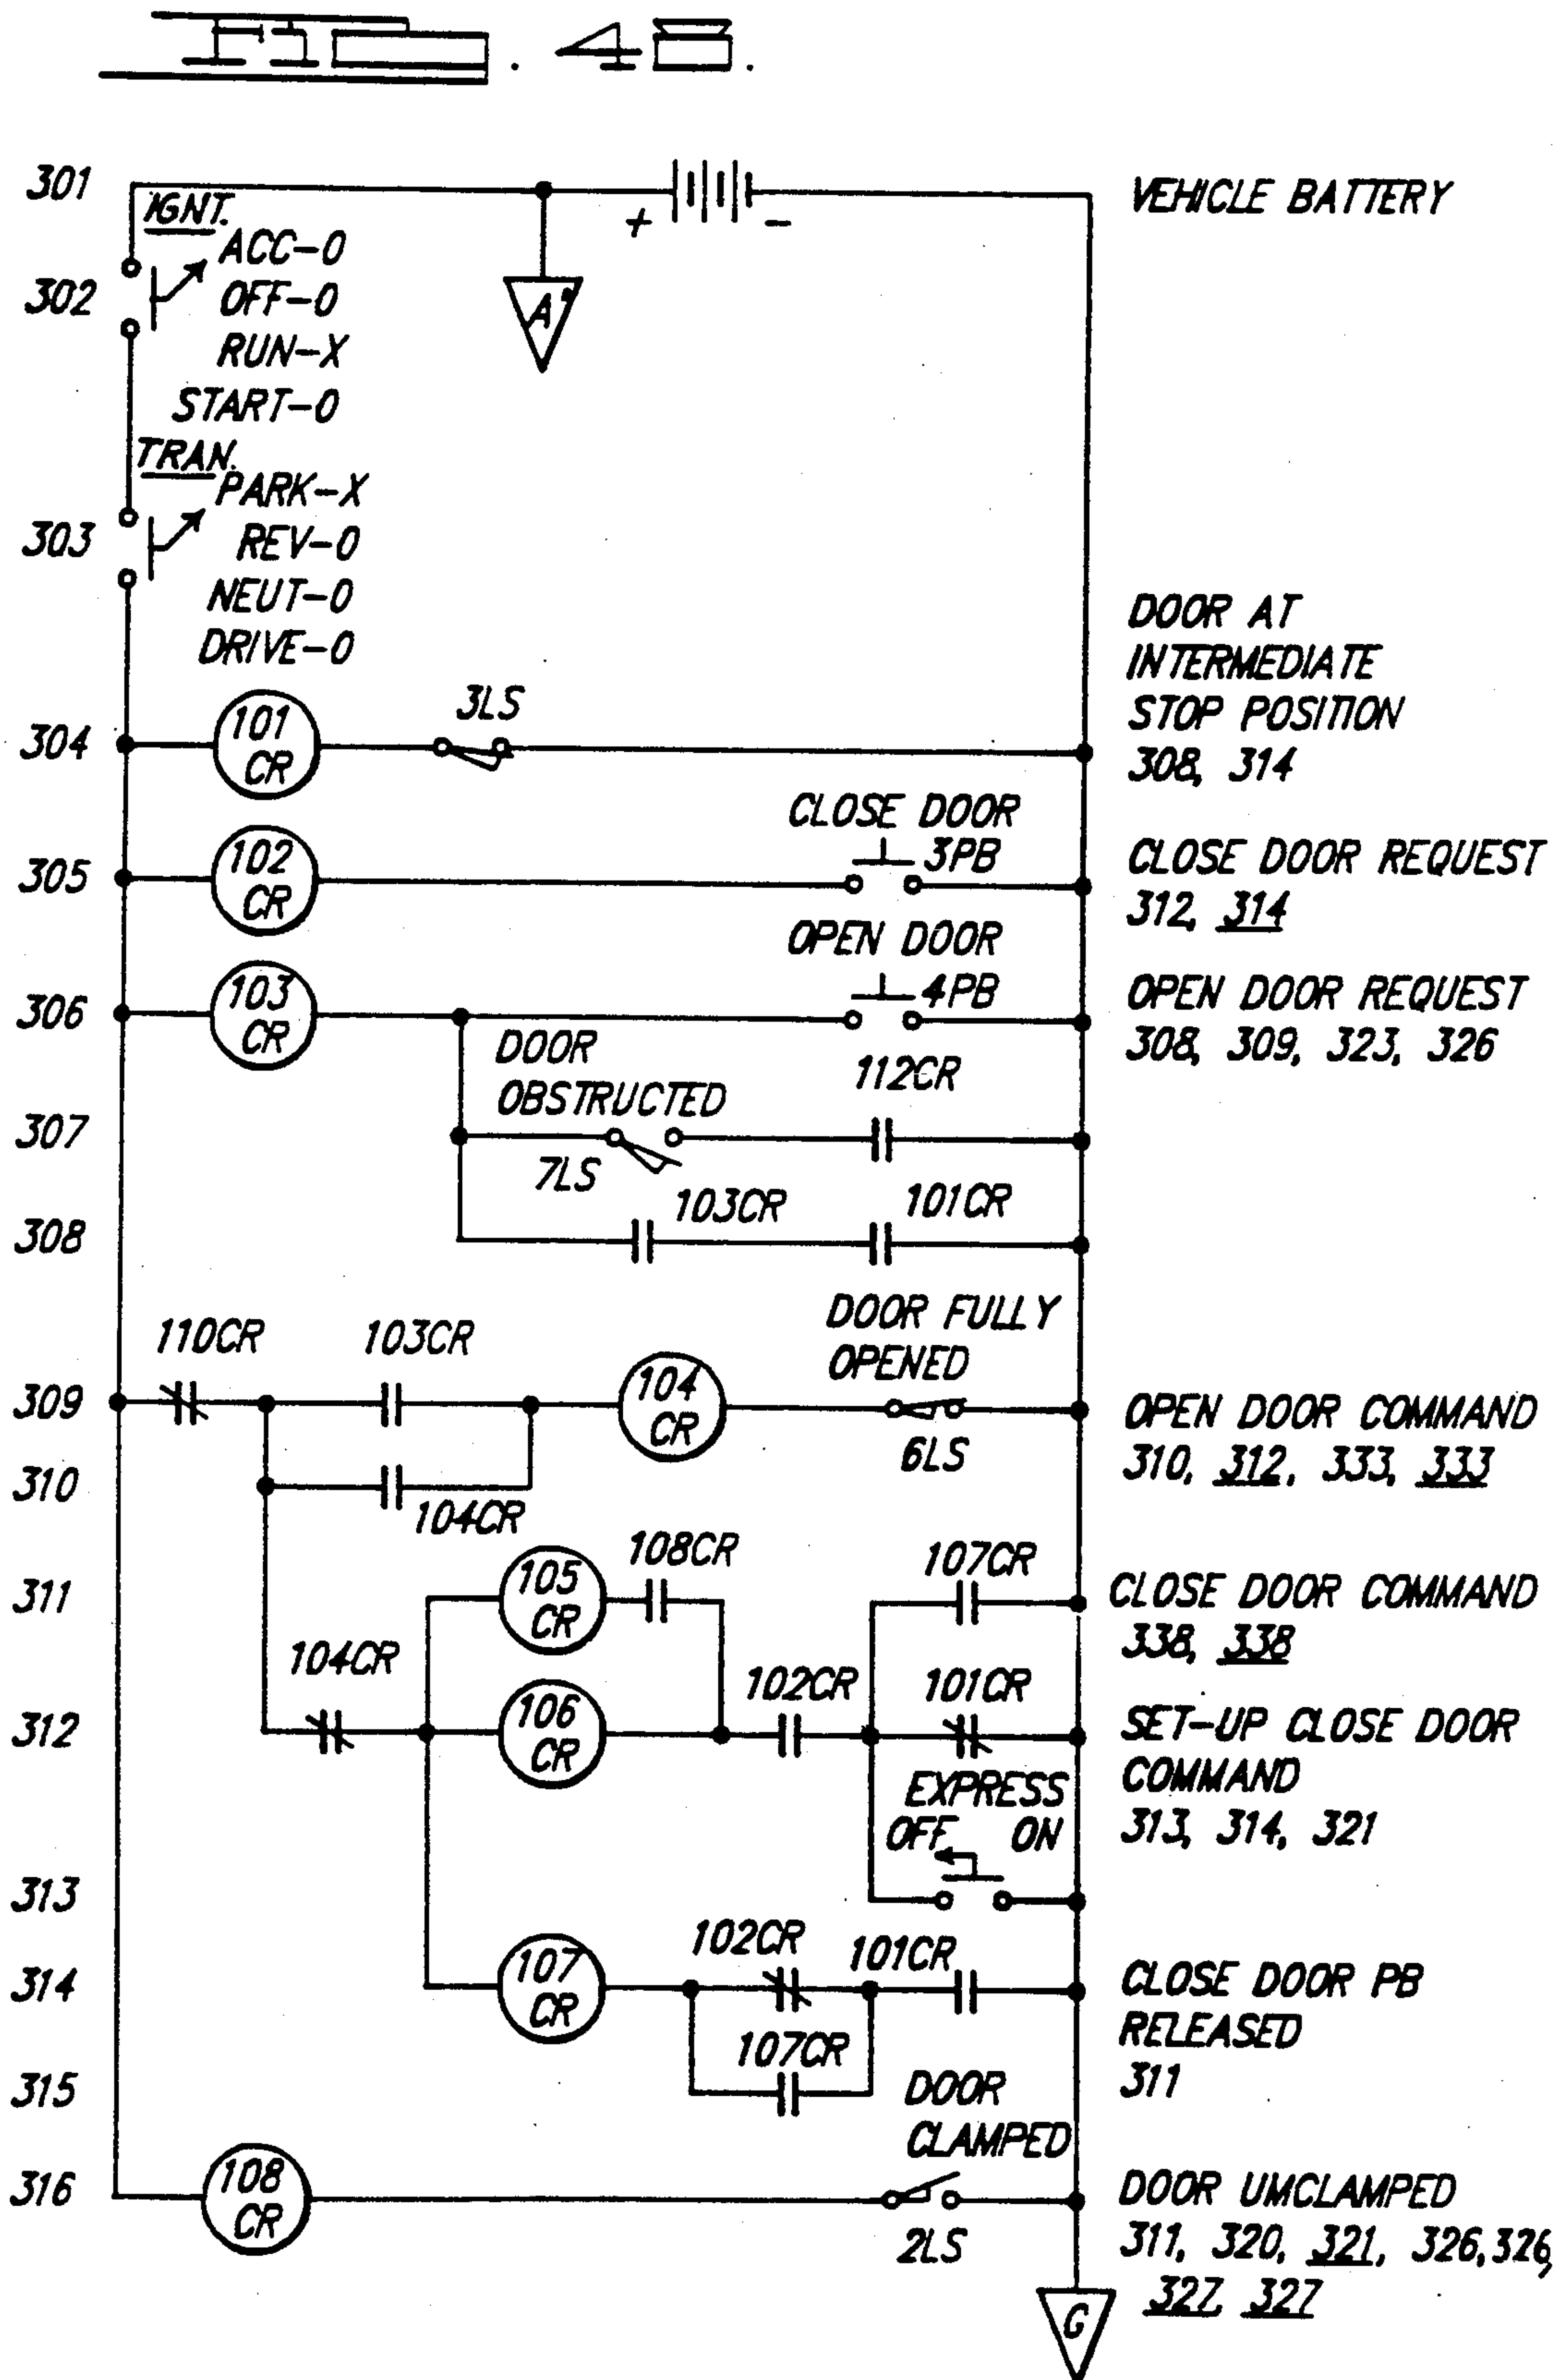 FIG. 48.
301
VEHICLE BATTERY
+ -
IGNT.
ACC-O
302
OFF-O
A'
RUN-X
START-O
TRAN.
PARK-X
303
REV-O
NEUT-O
DRIVE-O
DOOR AT
INTERMEDIATE
STOP POSITION
308, 314
304
101
CR
3LS
CLOSE DOOR
3PB
305
102
CR
CLOSE DOOR REQUEST
312, 314
OPEN DOOR
4PB
306
103
CR
OPEN DOOR REQUEST
308, 309, 323, 326
DOOR
OBSTRUCTED
112CR
307
7LS
103CR
101CR
308
DOOR FULLY
OPENED
110CR
103CR
309
104
CR
6LS
OPEN DOOR COMMAND
310, 312, 333, 333
310
104CR
108CR
107CR
311
105
CR
CLOSE DOOR COMMAND
338, 338
104CR
102CR
101CR
312
106
CR
SET-UP CLOSE DOOR
COMMAND
313, 314, 321
EXPRESS
OFF ON
313
102CR
101CR
314
107
CR
CLOSE DOOR PB
RELEASED
311
107CR
315
DOOR
CLAMPED
316
108
CR
2LS
DOOR UMCLAMPED
311, 320, 321, 326, 326,
327, 327
G